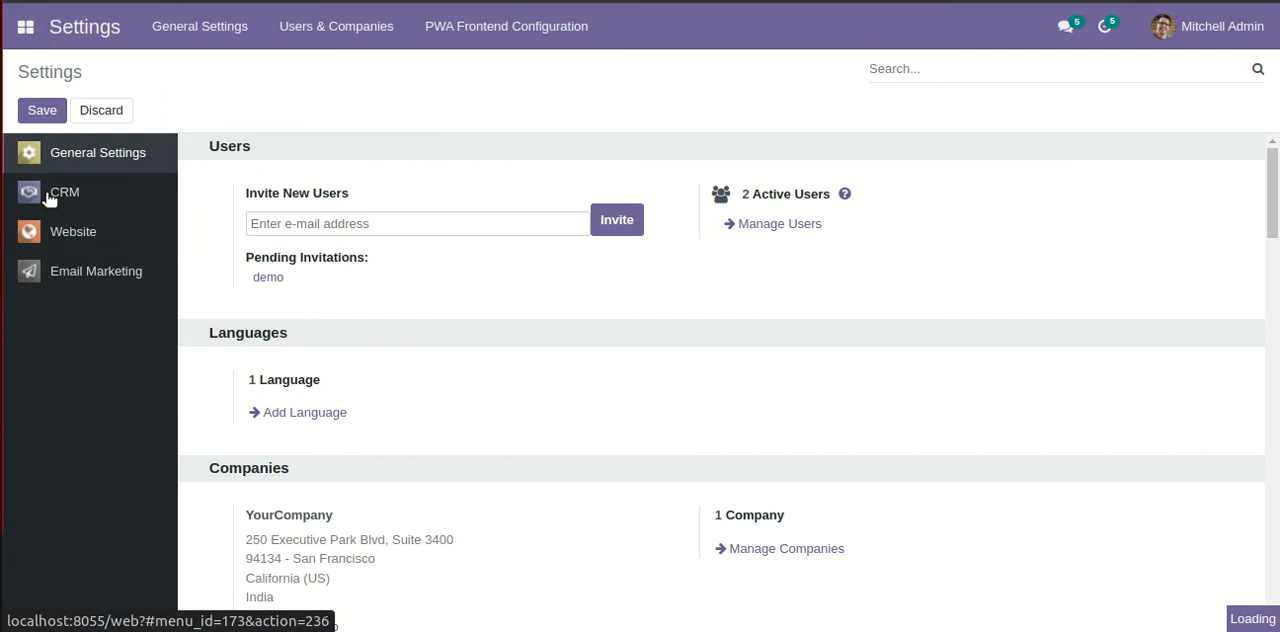 Settings
General Settings
Users & Companies
PWA Frontend Configuration
5
5
Mitchell Admin
Settings
Search...
Save
Discard
General Settings
CRM
Website
Email Marketing
Users
Invite New Users
Enter e-mail address
Invite
Pending Invitations:
demo
2 Active Users
Manage Users
Languages
1 Language
Add Language
Companies
YourCompany
250 Executive Park Blvd, Suite 3400
94134 - San Francisco
California (US)
India
1 Company
Manage Companies
localhost:8055/web?#menu_id=173&action=236
Loading